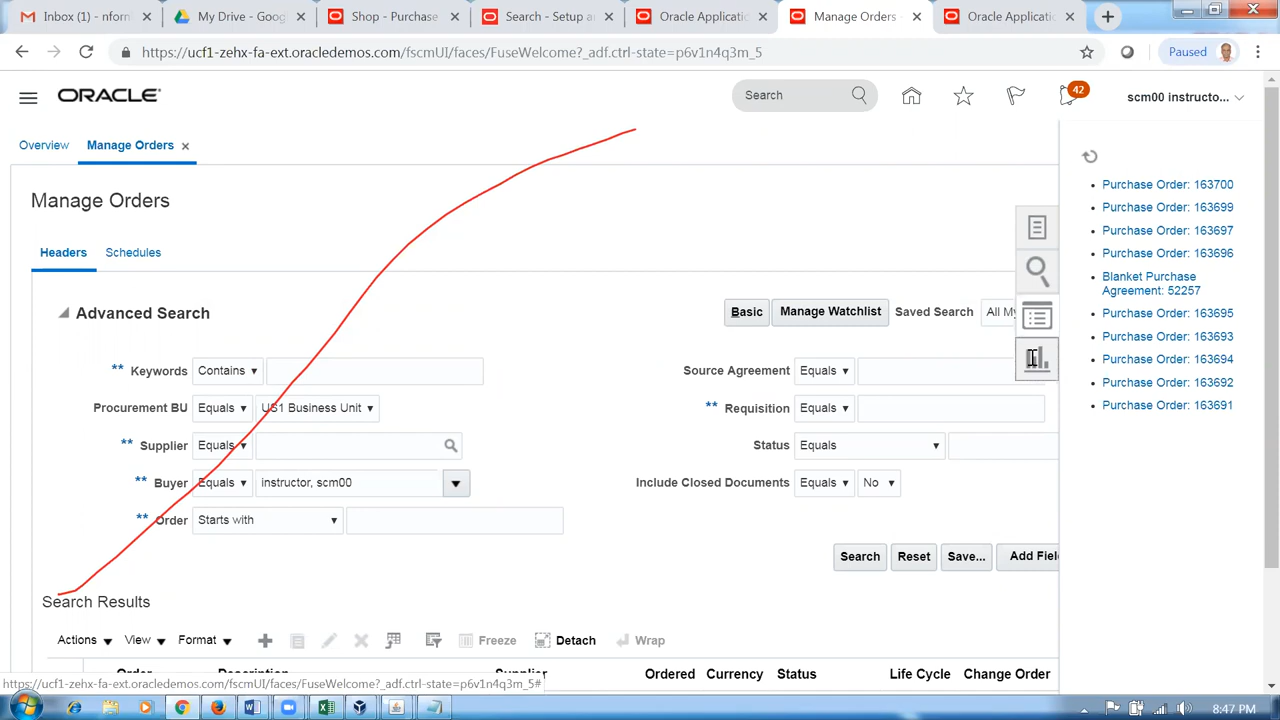 Inbox (1) - nforn
My Drive - Goog
Shop - Purchase
Setup a
Oracle Applicat
Manage Orders -
Oracle Applicati
https://ucf1-zehx-fa-ext.oracledemos.com/fscmUI/faces/FuseWelcome?_adf.ctrl-state=p6v1n4q3m_5
Paused
ORACLE
Search
42
scm00 instructo...
Overview
Manage Orders
Manage Orders
Headers
Schedules
Advanced Search
Basic
Manage Watchlist
Saved Search
All My
** Keywords
Contains
Source Agreement
Equals
Procurement BU
Equals
US1 Business Unit
** Requisition
Equals
** Supplier
Equals
Status
Equals
** Buyer
Equals
instructor, scm00
Include Closed Documents
Equals
No
** Order
Starts with
Search
Reset
Save...
Add Fiel
Search Results
Actions
View
Format
Freeze
Detach
Wrap
Order
Description
Supplier
Ordered
Currency
Status
Life Cycle
Change Order
Purchase Order: 163700
Purchase Order: 163699
Purchase Order: 163697
Purchase Order: 163696
Blanket Purchase
Agreement: 52257
Purchase Order: 163695
Purchase Order: 163693
Purchase Order: 163694
Purchase Order: 163692
Purchase Order: 163691
https://ucf1-zehx-fa-ext.oracledemos.com/fscmUI/faces/FuseWelcome?_adf.ctrl-state=p6v1n4q3m_5#
8:47 PM